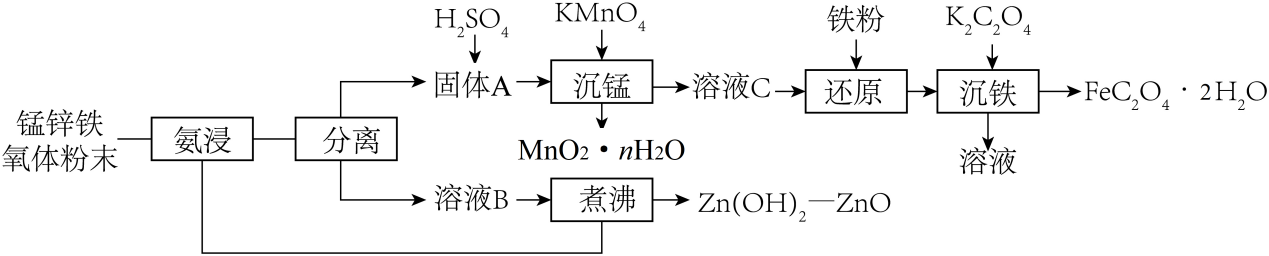 H₂SO₄
KMnO₄
铁粉
K₂C₂O₄
固体A
沉锰
溶液C
还原
沉铁
FeC₂O₄・2H₂O
锰锌铁
氧体粉末
氨浸
分离
MnO₂・nH₂O
溶液
溶液B
煮沸
Zn(OH)₂—ZnO